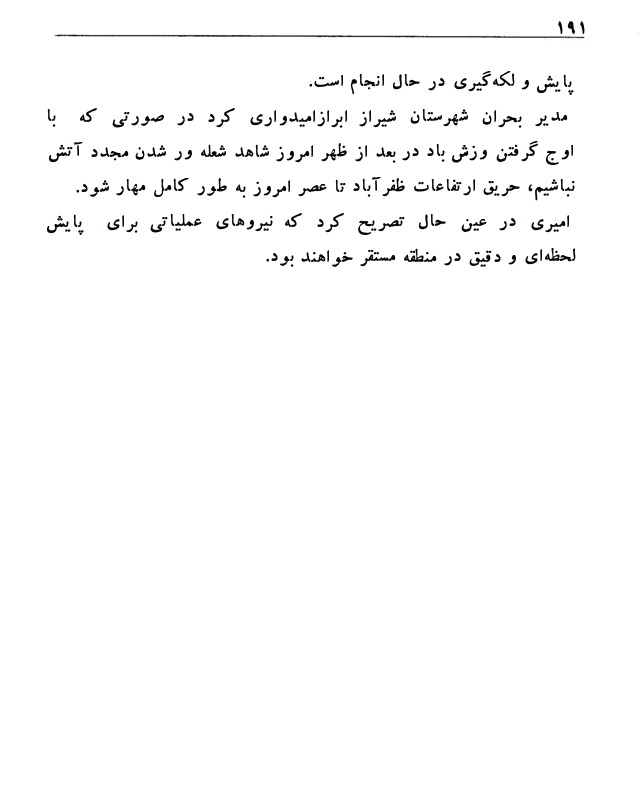 ۱۹۱
پایش و لکه‌گیری در حال انجام است.
مدیر بحران شهرستان شیراز ابرازامیدواری کرد در صورتی که با
اوج گرفتن وزش باد در بعد از ظهر امروز شاهد شعله ور شدن مجدد آتش
نباشیم، حریق ارتفاعات ظفرآباد تا عصر امروز به طور کامل مهار شود.
امیری در عین حال تصریح کرد که نیروهای عملیاتی برای پایش
لحظه‌ای و دقیق در منطقه مستقر خواهند بود.